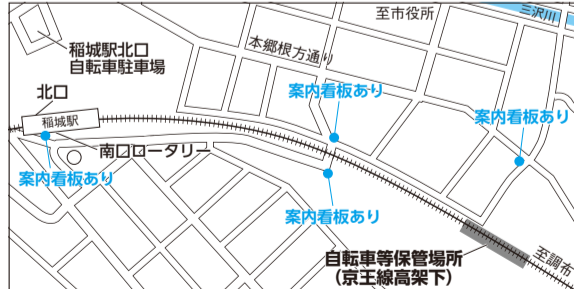 至市役所
三沢川
稲城駅北口
自転車駐車場
本郷根方通り
北口
稲城駅
案内看板あり
案内看板あり
南口ロータリー
案内看板あり
案内看板あり
自転車等保管場所
(京王線高架下)
至調布